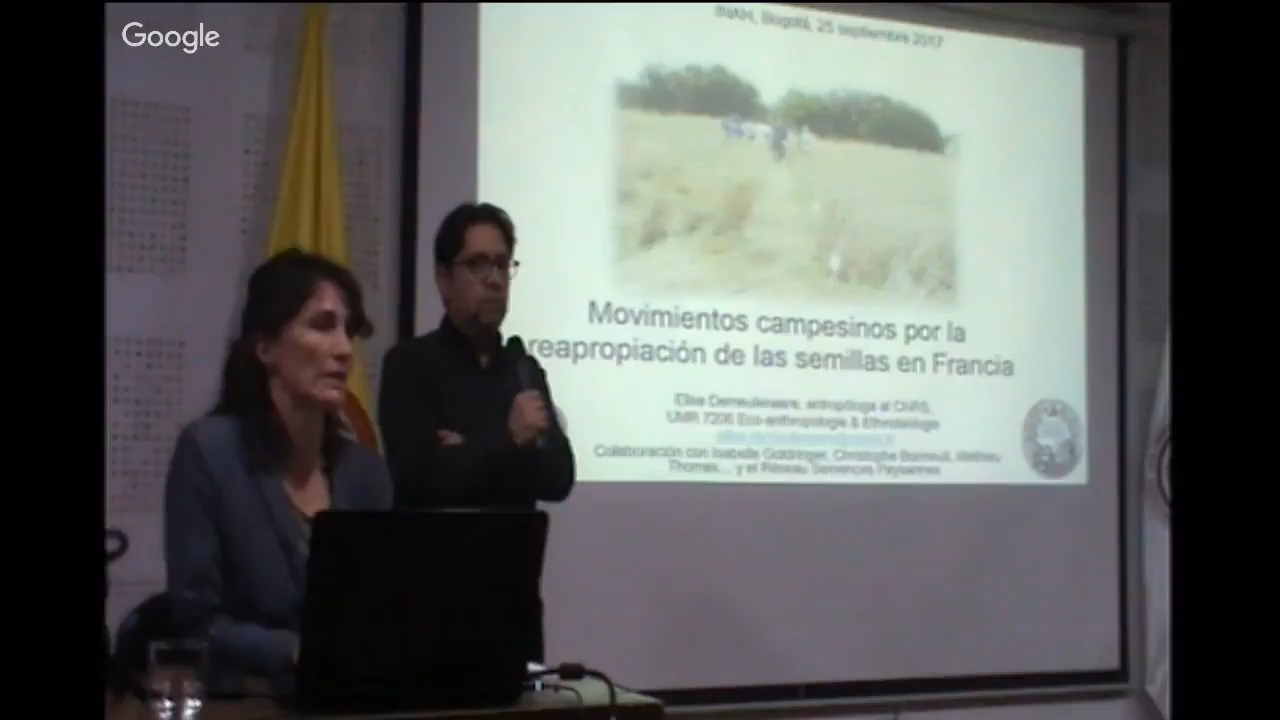 Google
Bogotá, 25 septiembre 2017
Movimientos campesinos por la
reapropiación de las semillas en Francia
Elise Demeulenaere, antropóloga al CNRS,
UMR 7206 Eco-anthropologie & Ethnobiologie
Colaboración con Isabelle Goldringer, Christophe Bonneuil, Mathieu
Thomas,... y el Réseau Semences Paysannes